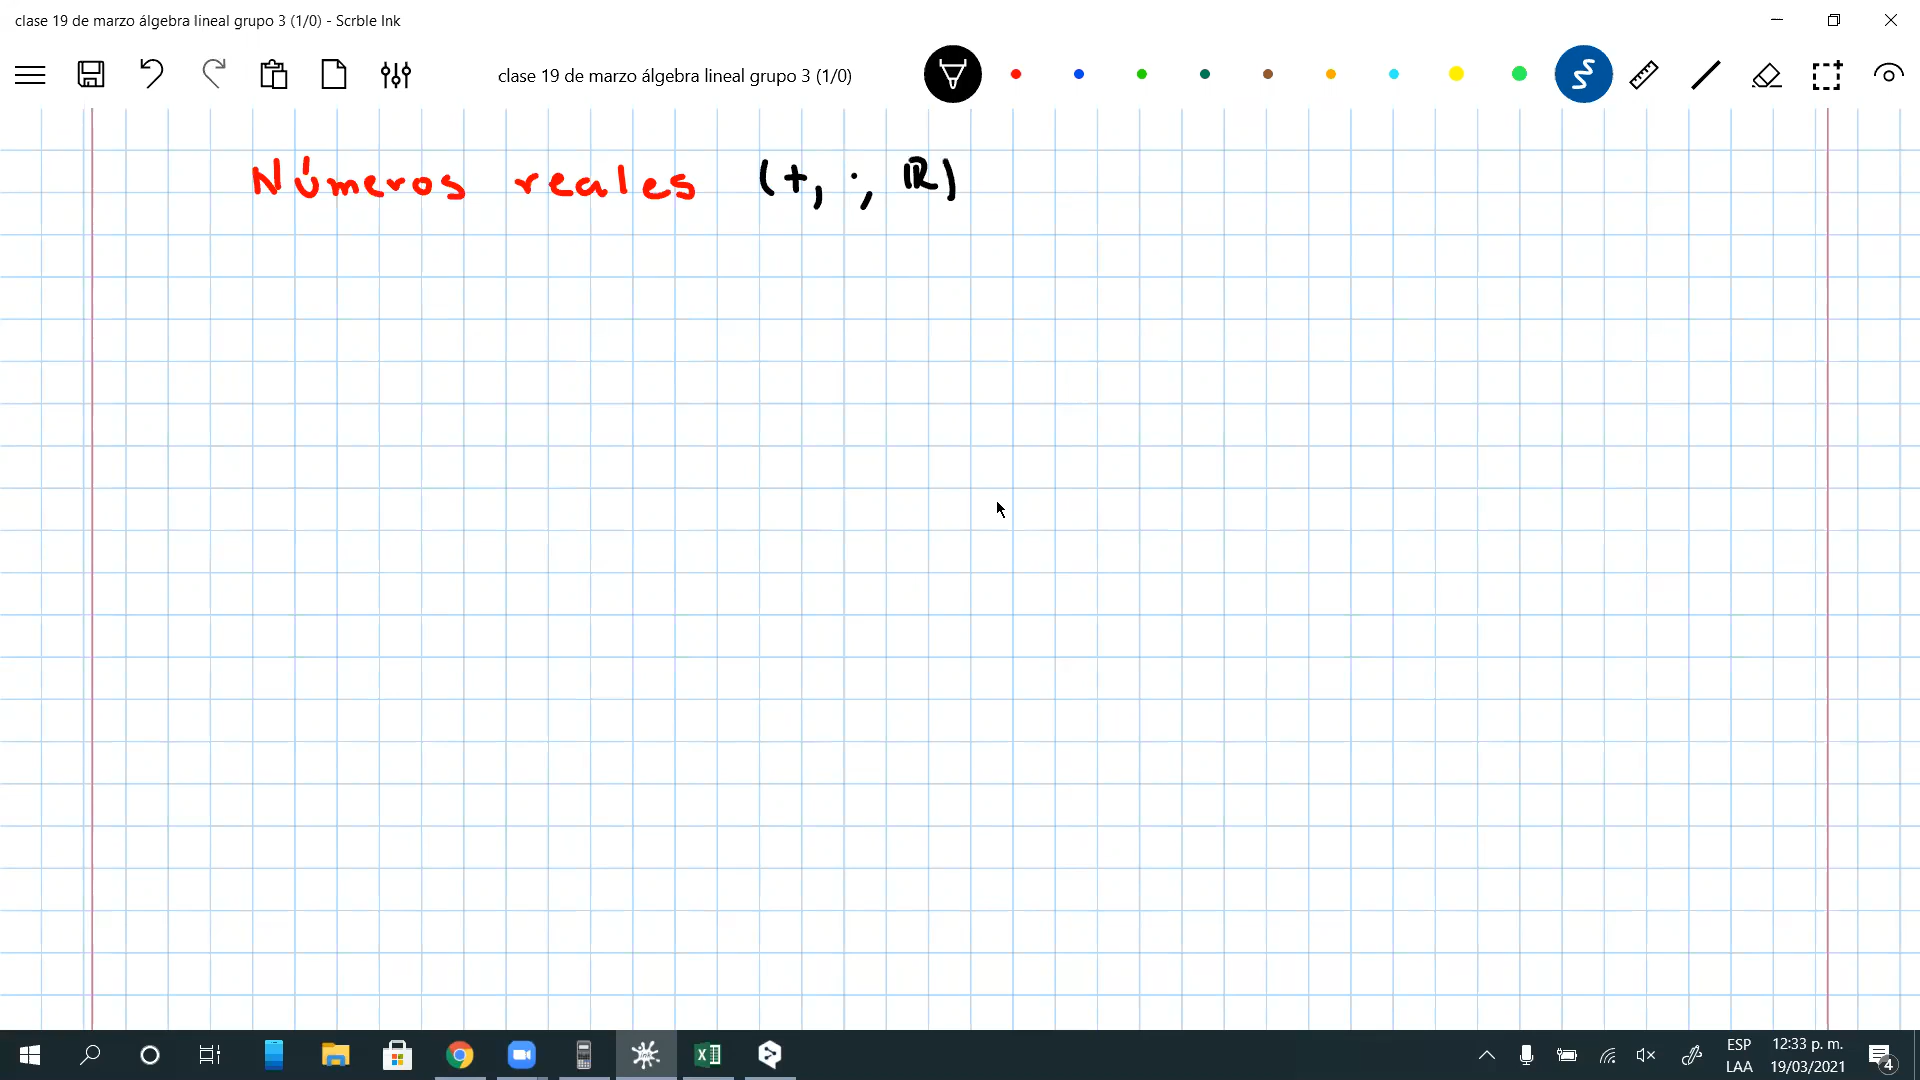 clase 19 de marzo álgebra lineal grupo 3 (1/0) - Scrble Ink
clase 19 de marzo álgebra lineal grupo 3 (1/0)
Números reales (+, ·, ℝ)
ESP 12:33 p. m.
LAA 19/03/2021 4